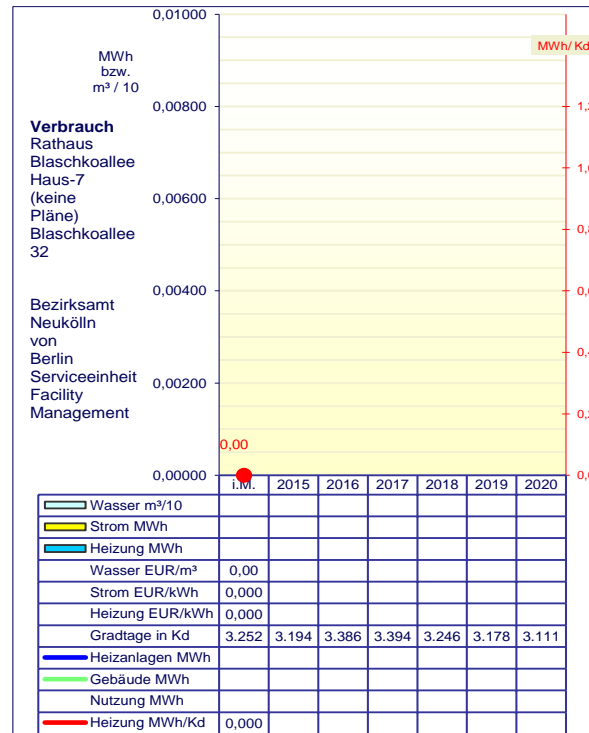 MWh
bzw.
m³ / 10
Verbrauch
Rathaus
Blaschkoallee
Haus-7
(keine
Pläne)
Blaschkoallee
32
Bezirksamt
Neukölln
von
Berlin
Serviceeinheit
Facility
Management
0,01000
0,00800
0,00600
0,00400
0,00200
0,00000
MWh/ Kd
0,00
i.M. 2015 2016 2017 2018 2019 2020
Wasser m³/10
Strom MWh
Heizung MWh
Wasser EUR/m³ 0,00
Strom EUR/kWh 0,000
Heizung EUR/kWh 0,000
Gradtage in Kd 3.252 3.194 3.386 3.394 3.246 3.178 3.111
Heizanlagen MWh
Gebäude MWh
Nutzung MWh
Heizung MWh/Kd 0,000